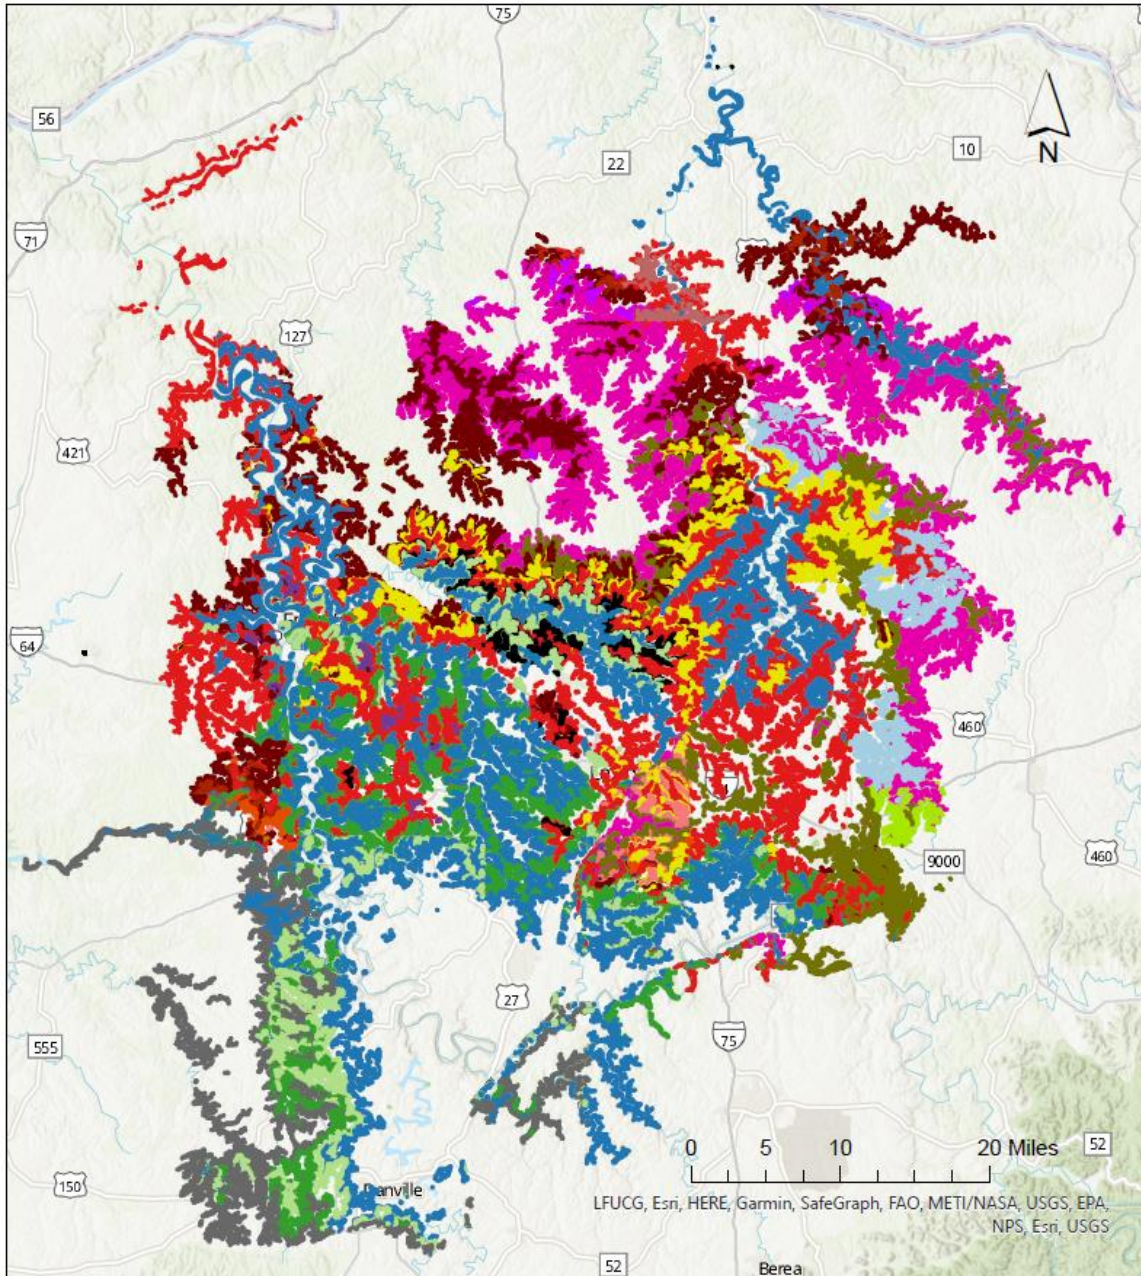 75
56
22
10
N
71
127
421
64
460
9000
460
27
555
75
0 5 10 20 Miles
52
150
Danville
LFUCG, Esri, HERE, Garmin, SafeGraph, FAO, METI/NASA, USGS, EPA,
NPS, Esri, USGS
52
Berea